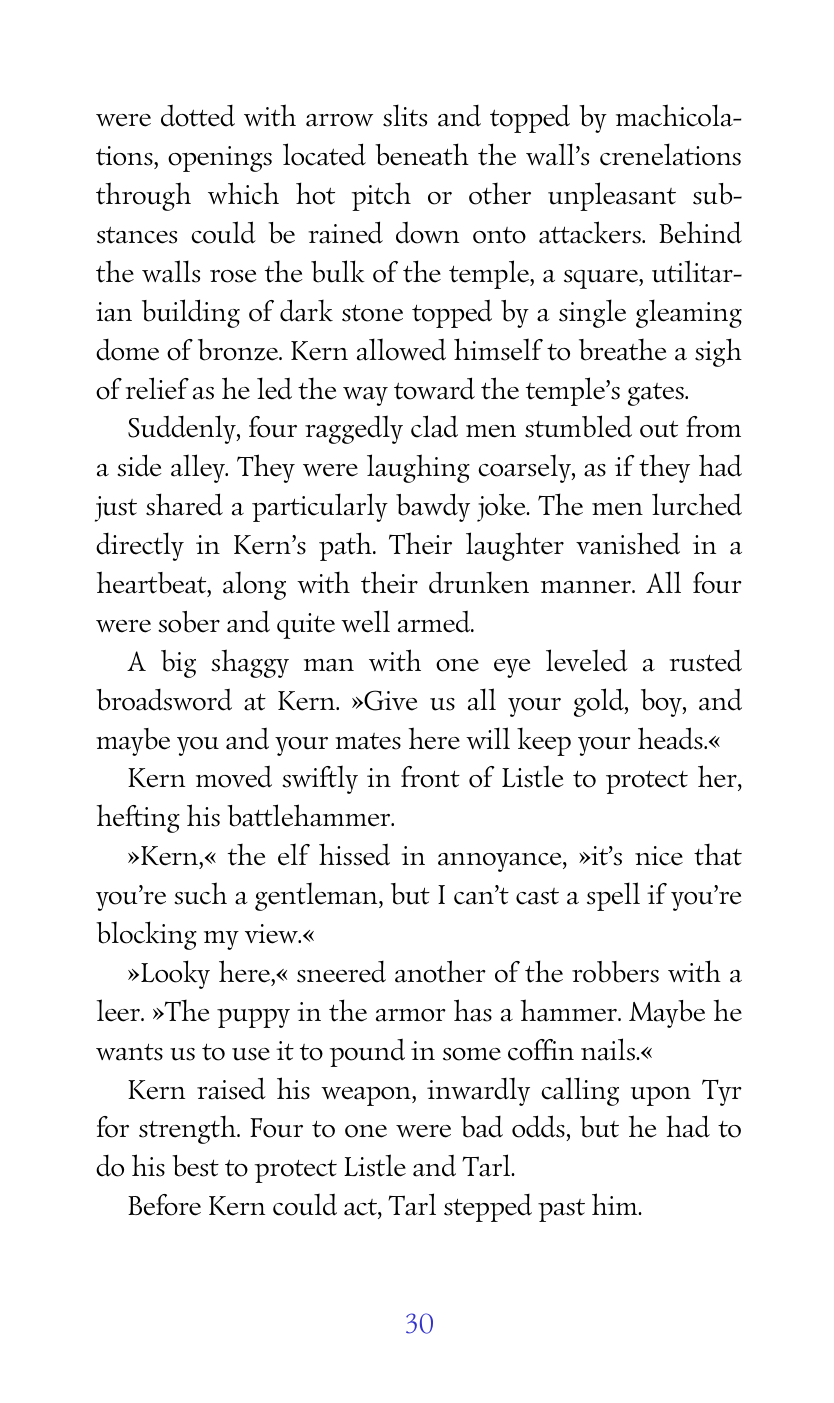 were dotted with arrow slits and topped by machicola-
tions, openings located beneath the wall’s crenelations
through which hot pitch or other unpleasant sub-
stances could be rained down onto attackers. Behind
the walls rose the bulk of the temple, a square, utilitar-
ian building of dark stone topped by a single gleaming
dome of bronze. Kern allowed himself to breathe a sigh
of relief as he led the way toward the temple’s gates.
Suddenly, four raggedly clad men stumbled out from
a side alley. They were laughing coarsely, as if they had
just shared a particularly bawdy joke. The men lurched
directly in Kern’s path. Their laughter vanished in a
heartbeat, along with their drunken manner. All four
were sober and quite well armed.
A big shaggy man with one eye leveled a rusted
broadsword at Kern. »Give us all your gold, boy, and
maybe you and your mates here will keep your heads.«
Kern moved swiftly in front of Listle to protect her,
hefting his battlehammer.
»Kern,« the elf hissed in annoyance, »it’s nice that
you’re such a gentleman, but I can’t cast a spell if you’re
blocking my view.«
»Looky here,« sneered another of the robbers with a
leer. »The puppy in the armor has a hammer. Maybe he
wants us to use it to pound in some coffin nails.«
Kern raised his weapon, inwardly calling upon Tyr
for strength. Four to one were bad odds, but he had to
do his best to protect Listle and Tarl.
Before Kern could act, Tarl stepped past him.
30